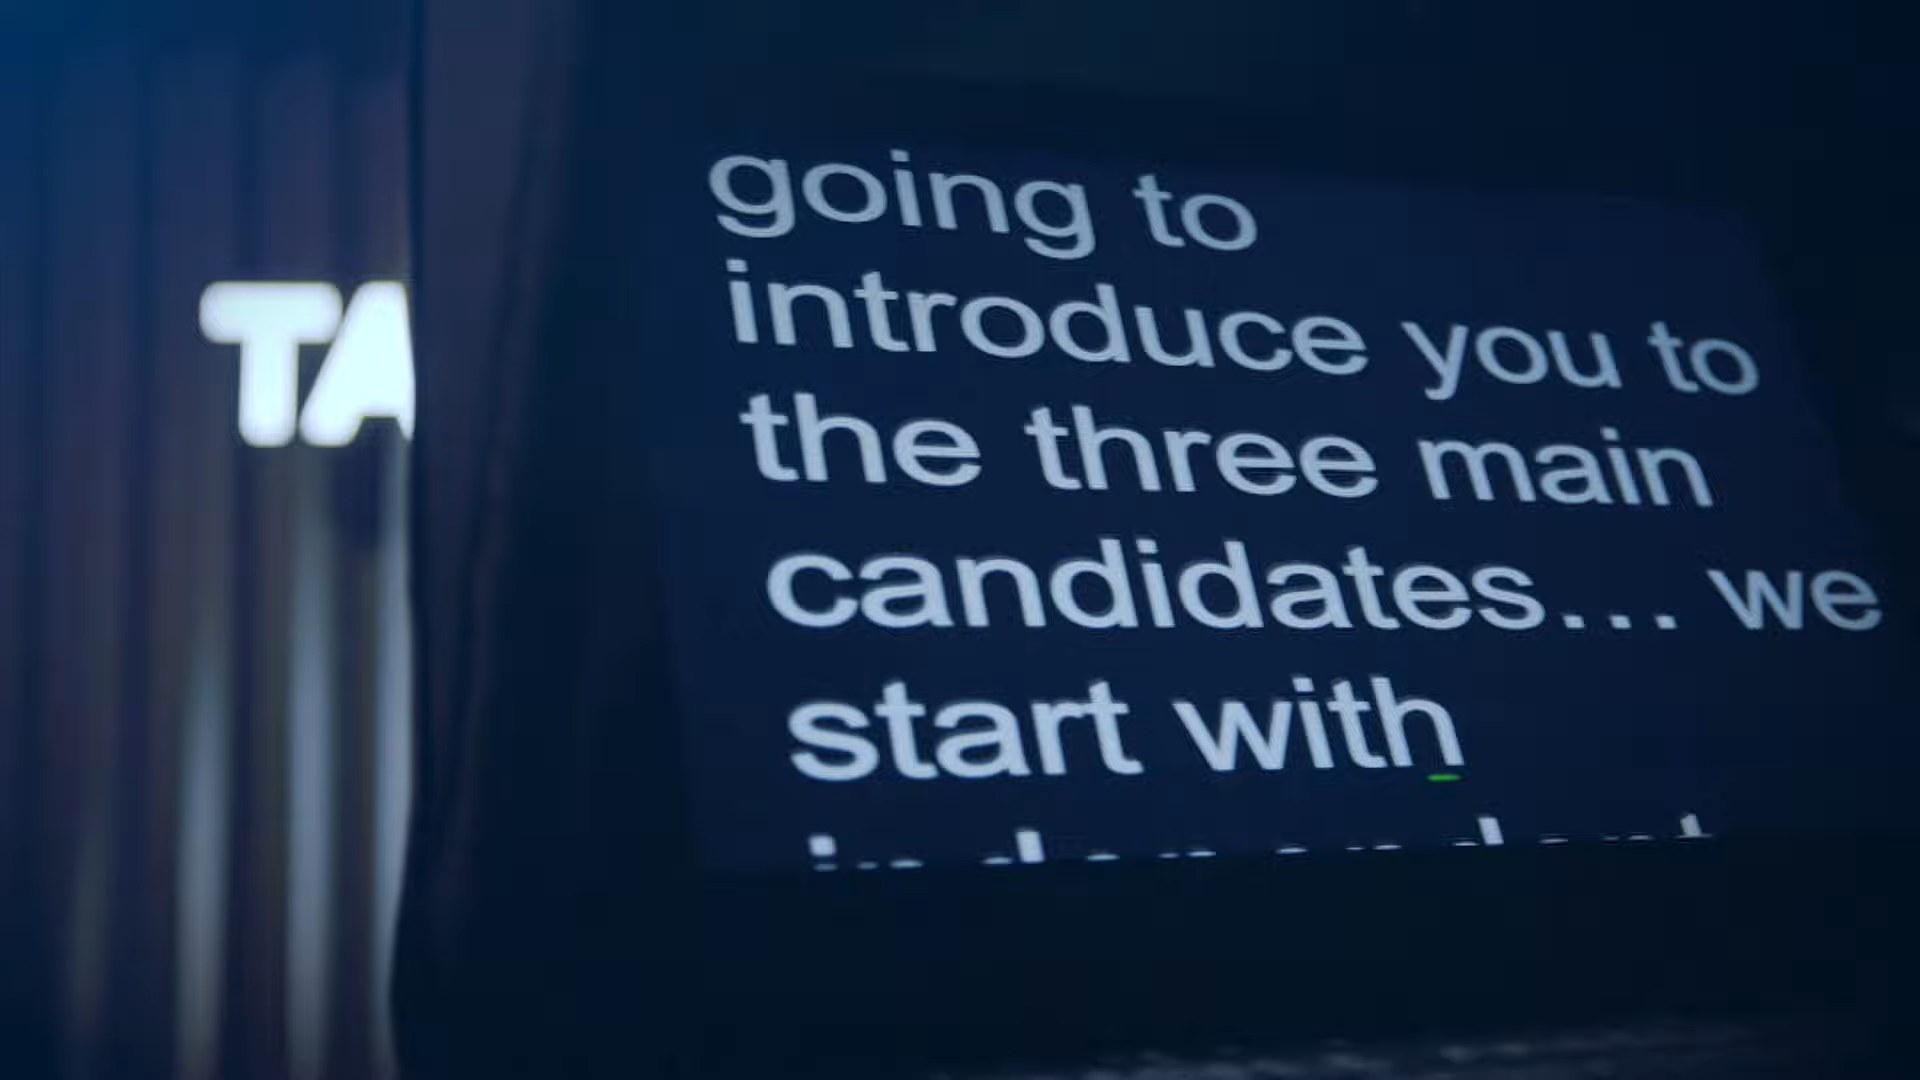 TA
going to
introduce you to
the three main
candidates... we
start with